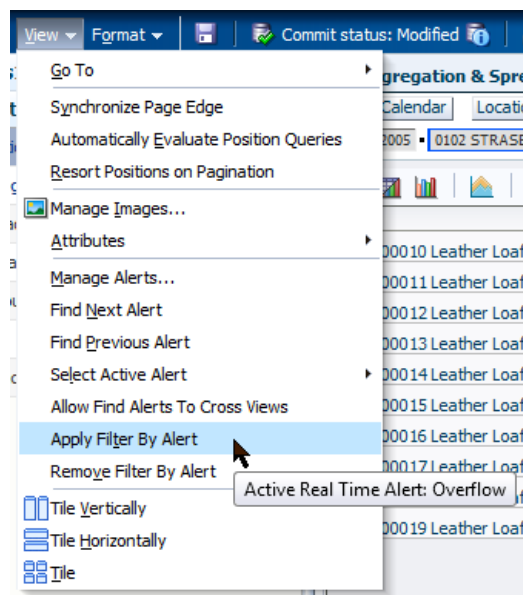 View Format Commit status: Modified
Go To
Synchronize Page Edge
Automatically Evaluate Position Queries
Resort Positions on Pagination
Manage Images...
Attributes
Manage Alerts...
Find Next Alert
Find Previous Alert
Select Active Alert
Allow Find Alerts To Cross Views
Apply Filter By Alert
Remove Filter By Alert
Active Real Time Alert: Overflow
Tile Vertically
Tile Horizontally
Tile
gregation & Spre
Calendar Locatio
2005 0102 STRASB
00010 Leather Loaf
00011 Leather Loaf
00012 Leather Loaf
00013 Leather Loaf
00014 Leather Loaf
00015 Leather Loaf
00016 Leather Loaf
00017 Leather Loaf
00019 Leather Loaf